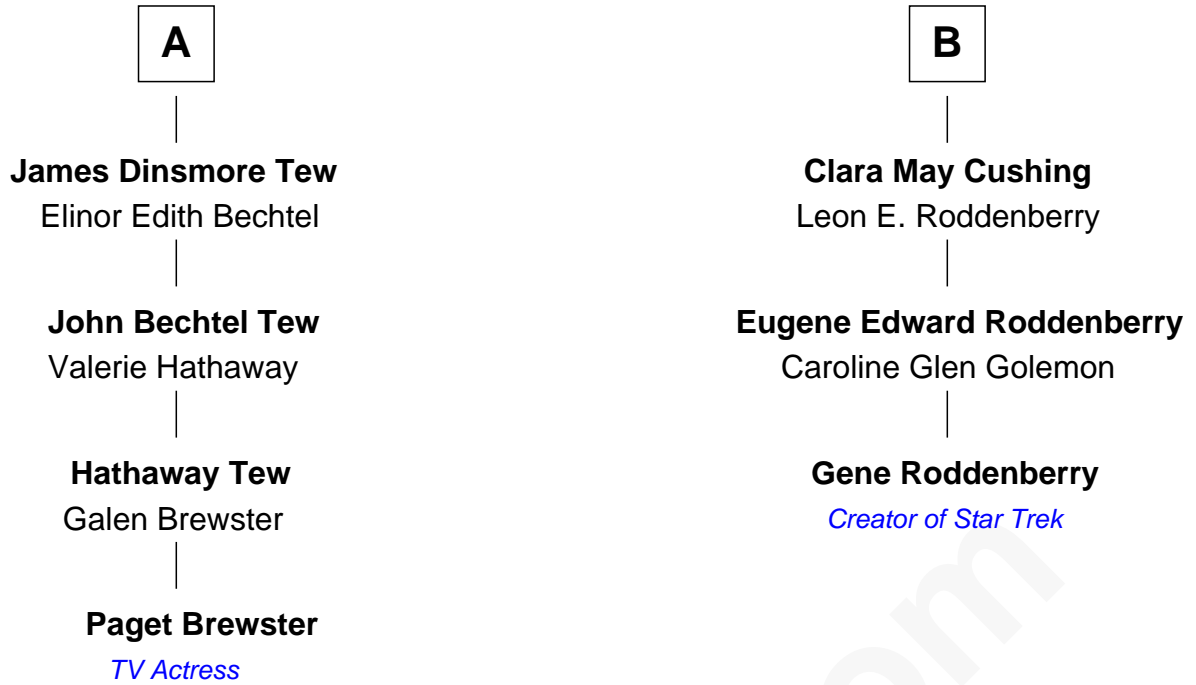 A
B
James Dinsmore Tew
Elinor Edith Bechtel
Clara May Cushing
Leon E. Roddenberry
John Bechtel Tew
Valerie Hathaway
Eugene Edward Roddenberry
Caroline Glen Golemon
Hathaway Tew
Galen Brewster
Gene Roddenberry
Creator of Star Trek
Paget Brewster
TV Actress
om